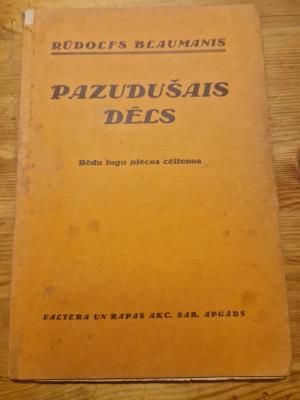 RŪDOLFS BLAUMANIS
PAZUDUŠAIS
DĒLS
Bēdu luga piecos cēlienos
VALTERA UN RAPAS AKC. SAB. APGĀDS